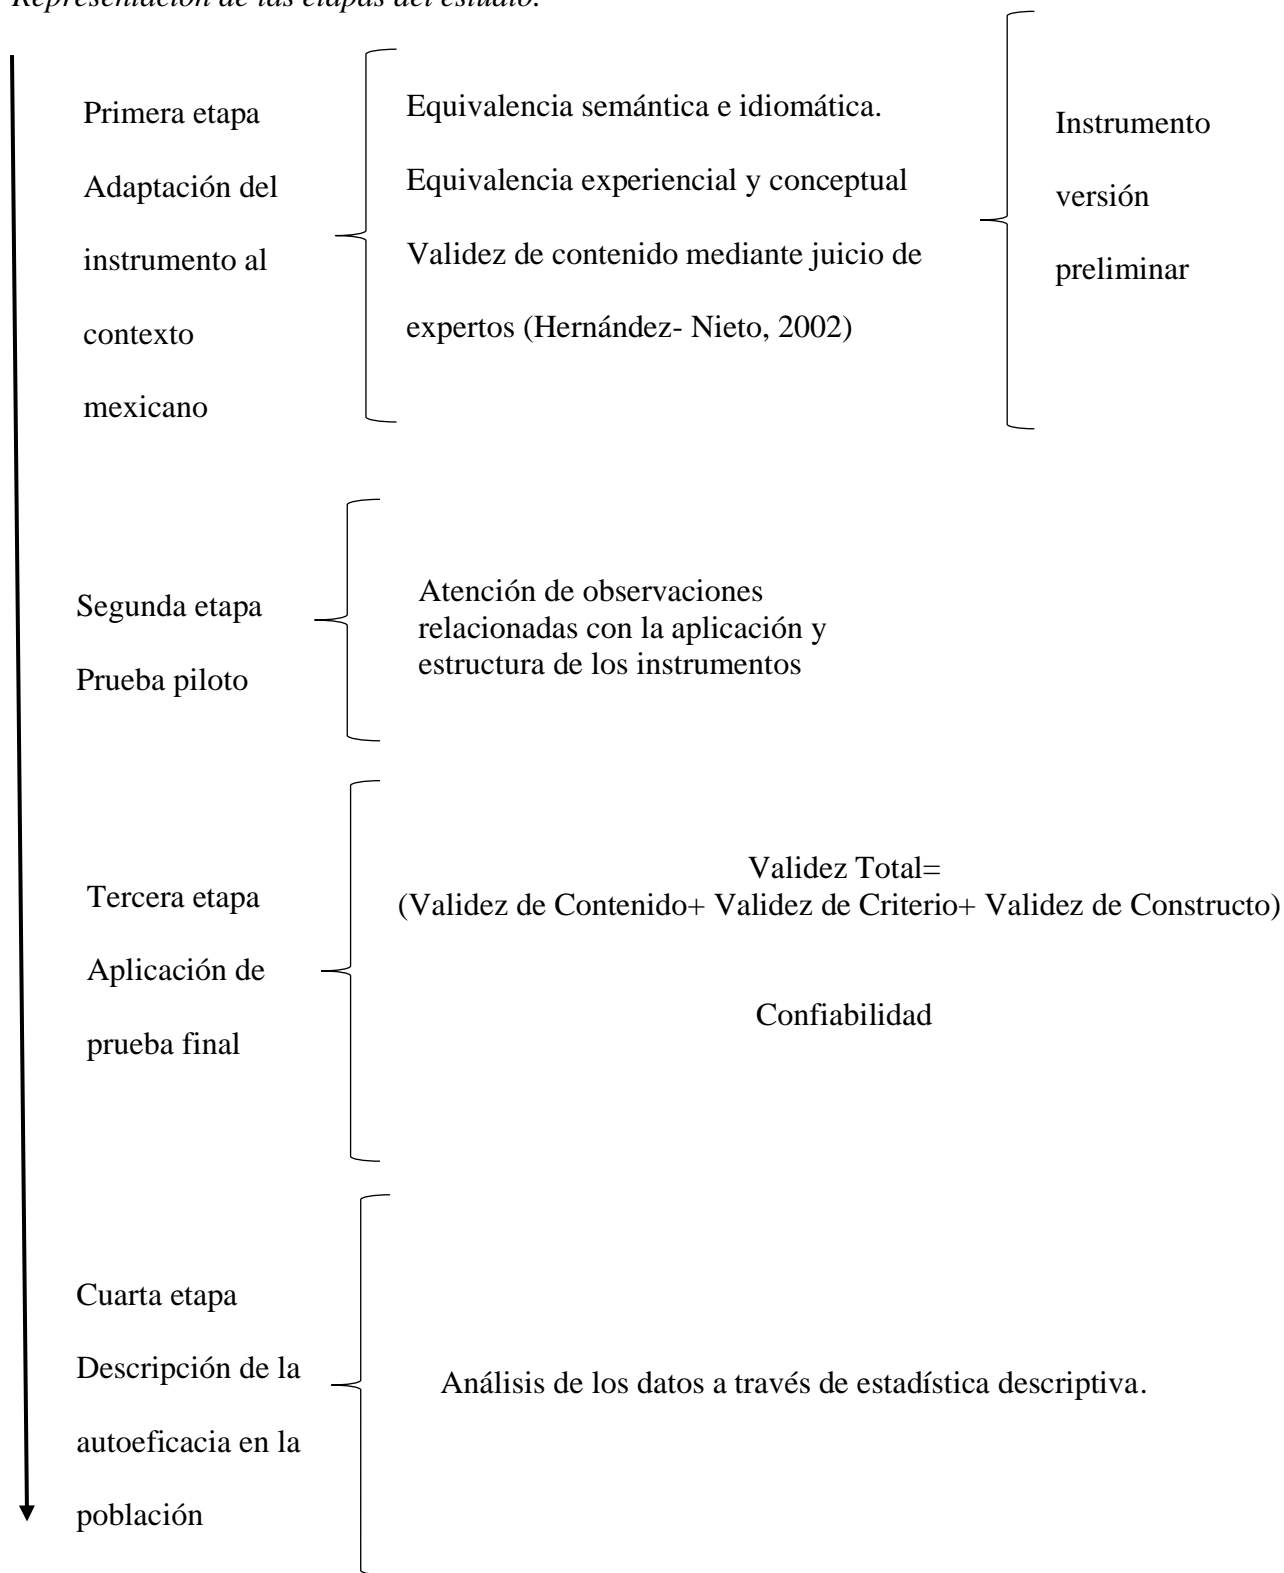 Representación de las etapas del estudio.
Primera etapa
Adaptación del
instrumento al
contexto
mexicano
Equivalencia semántica e idiomática.
Equivalencia experiencial y conceptual
Validez de contenido mediante juicio de
expertos (Hernández- Nieto, 2002)
Instrumento
versión
preliminar
Segunda etapa
Prueba piloto
Atención de observaciones
relacionadas con la aplicación y
estructura de los instrumentos
Tercera etapa
Aplicación de
prueba final
Validez Total=
(Validez de Contenido+ Validez de Criterio+ Validez de Constructo)
Confiabilidad
Cuarta etapa
Descripción de la
autoeficacia en la
población
Análisis de los datos a través de estadística descriptiva.